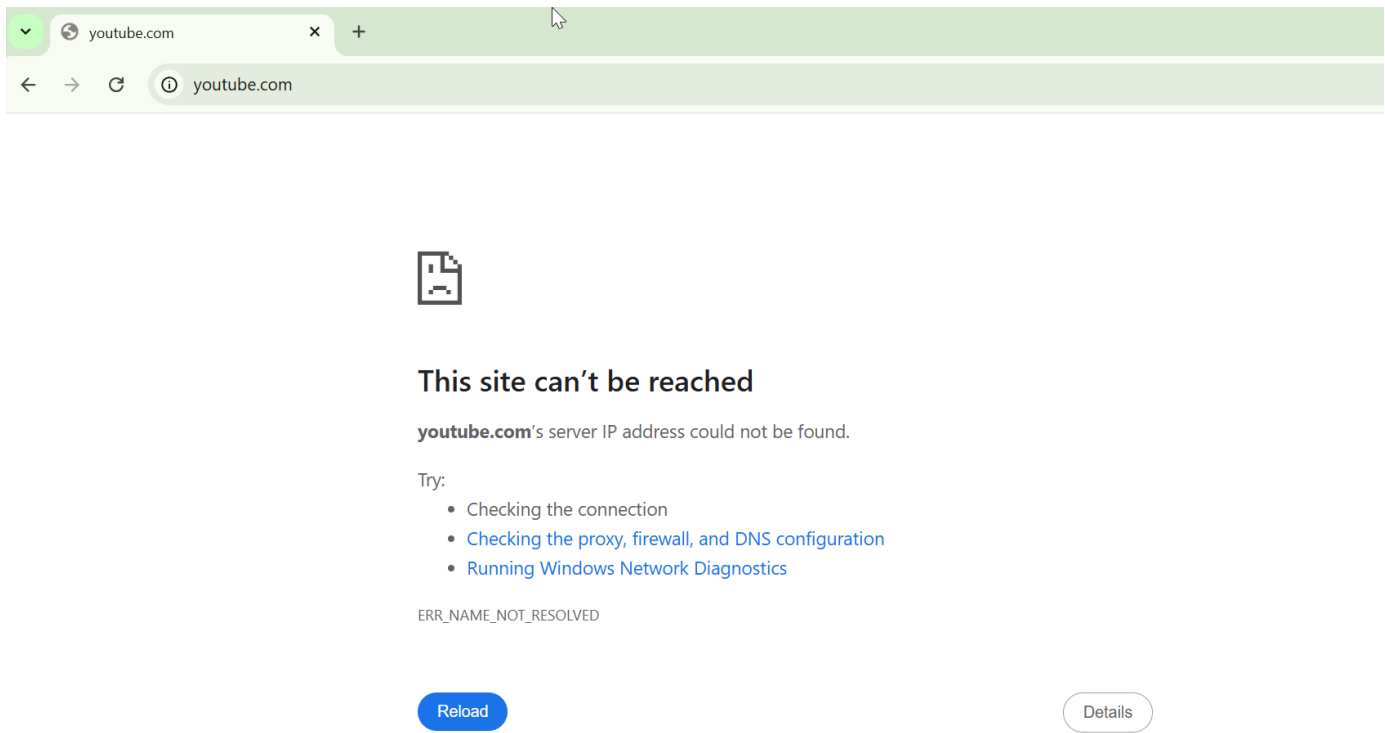 youtube.com
youtube.com
This site can’t be reached
youtube.com’s server IP address could not be found.
Try:
Checking the connection
Checking the proxy, firewall, and DNS configuration
Running Windows Network Diagnostics
ERR_NAME_NOT_RESOLVED
Reload Details